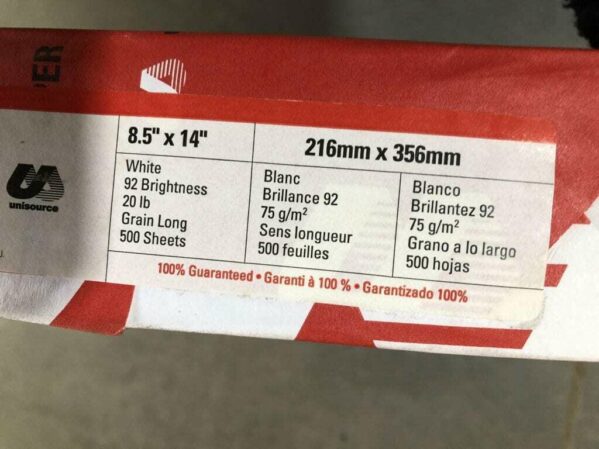 ER
unisource
8.5" x 14"
White
92 Brightness
20 lb
Grain Long
500 Sheets
216mm x 356mm
Blanc
Brillance 92
75 g/m²
Sens longueur
500 feuilles
Blanco
Brillantez 92
75 g/m²
Grano a lo largo
500 hojas
100% Guaranteed • Garanti à 100 % • Garantizado 100%